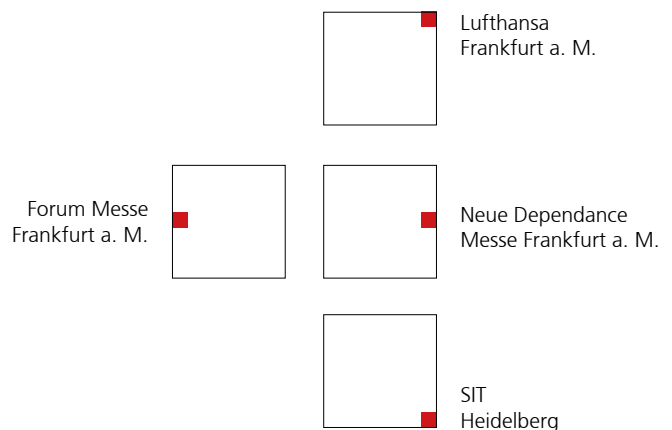 Lufthansa
Frankfurt a. M.
Forum Messe
Frankfurt a. M.
Neue Dependance
Messe Frankfurt a. M.
SIT
Heidelberg